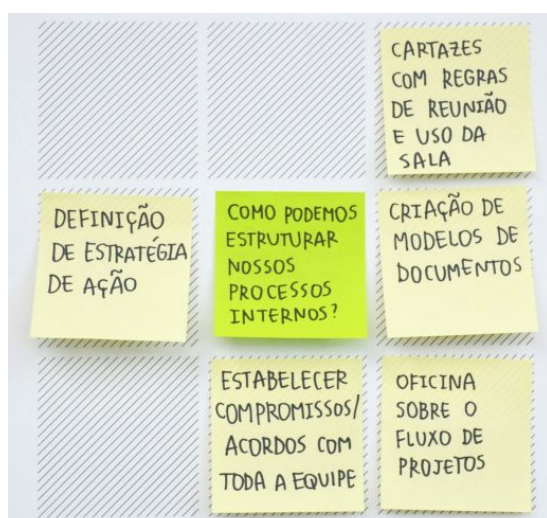 CARTAZES
COM REGRAS
DE REUNIÃO
E USO DA
SALA
DEFINIÇÃO
DE ESTRATÉGIA
DE AÇÃO
COMO PODEMOS
ESTRUTURAR
NOSSOS
PROCESSOS
INTERNOS?
CRIAÇÃO DE
MODELOS DE
DOCUMENTOS
ESTABELECER
COMPROMISSOS/
ACORDOS COM
TODA A EQUIPE
OFICINA
SOBRE O
FLUXO DE
PROJETOS